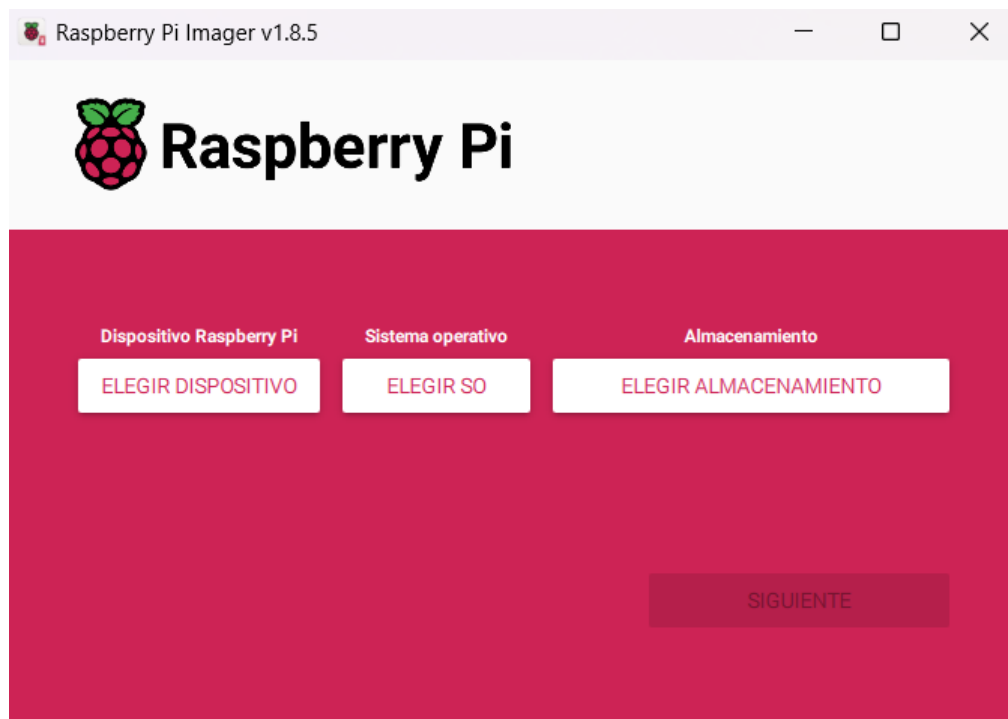 Raspberry Pi Imager v1.8.5
Raspberry Pi
Dispositivo Raspberry Pi
Sistema operativo
Almacenamiento
ELEGIR DISPOSITIVO
ELEGIR SO
ELEGIR ALMACENAMIENTO
SIGUIENTE